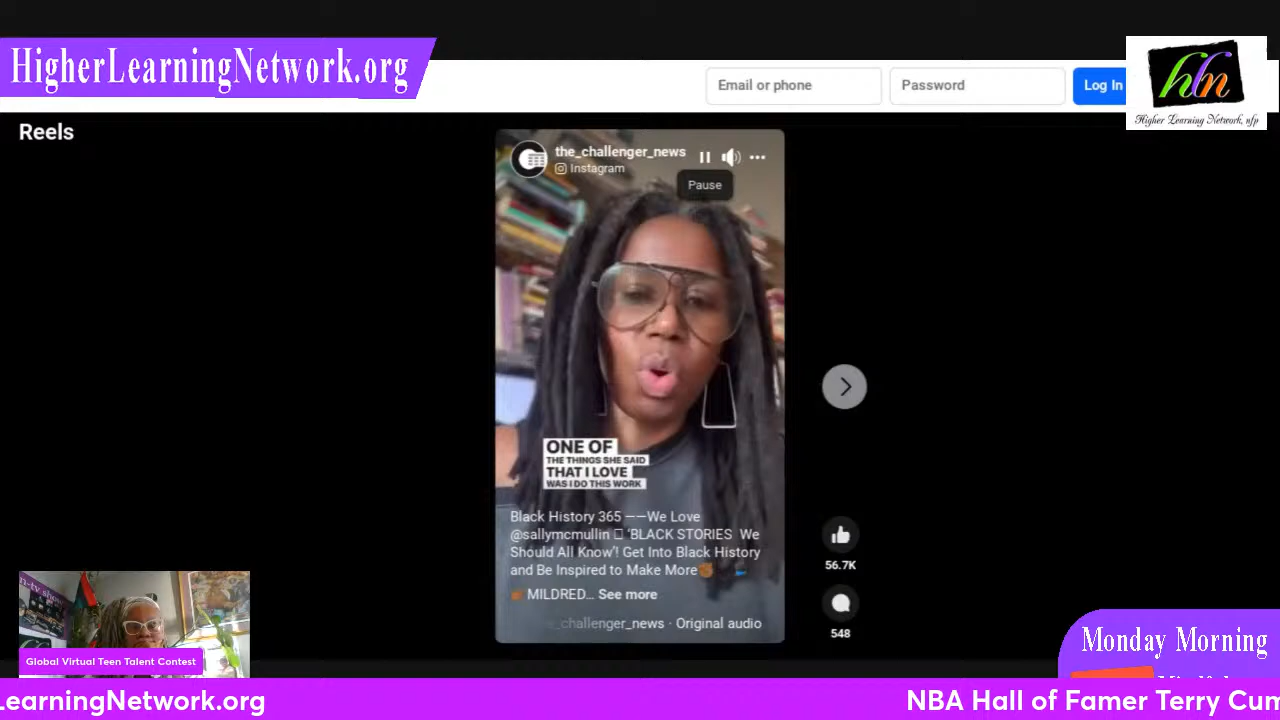 HigherLearningNetwork.org
Email or phone
Password
Log In
hln
Higher Learning Network, nfp
Reels
the_challenger_news
Instagram
Pause
ONE OF
THE THINGS SHE SAID
THAT I LOVE
WAS I DO THIS WORK
Black History 365 ——We Love
@sallymcmullin □ ‘BLACK STORIES We
Should All Know’! Get Into Black History
and Be Inspired to Make More✊🏾
MILDRED... See more
challenger_news · Original audio
56.7K
548
Global Virtual Teen Talent Contest
Monday Morning
LearningNetwork.org
NBA Hall of Famer Terry Cum